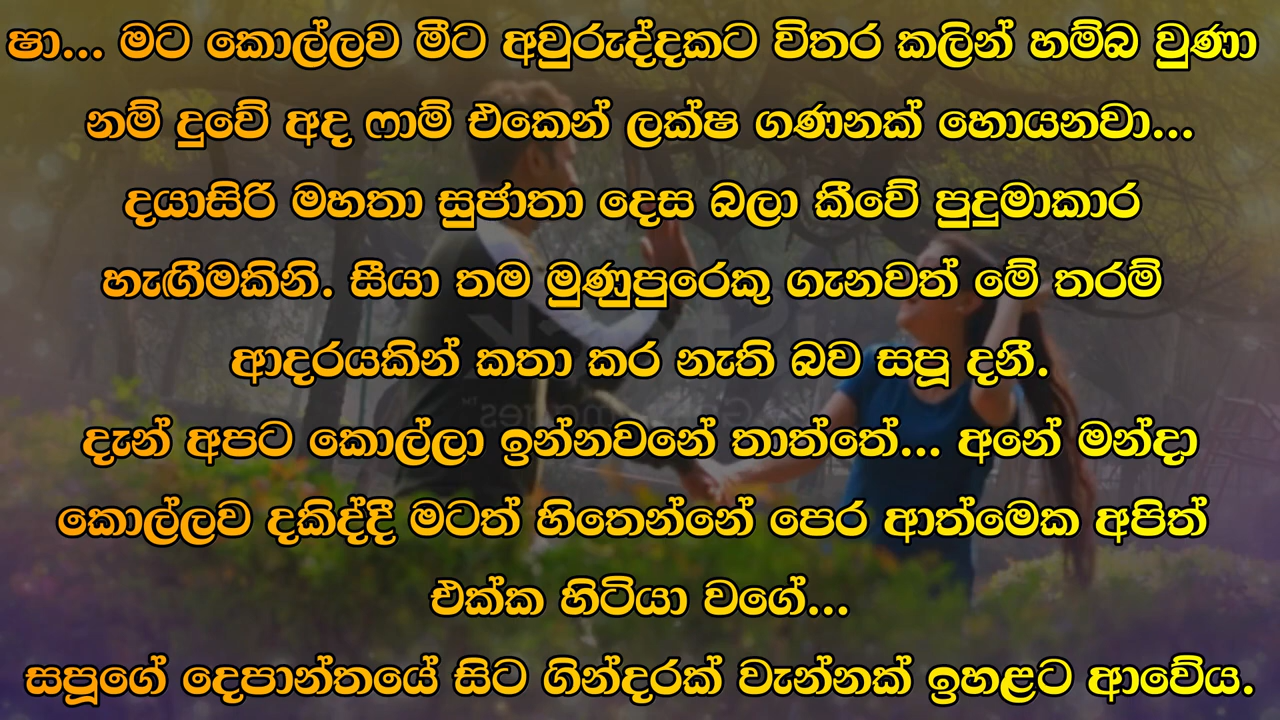 ෂා... මට කොල්ලව මීට අවුරුද්දකට විතර කලින් හම්බ වුණා
නම් දුවේ අද ෆාම් එකෙන් ලක්ෂ ගණනක් හොයනවා...
දයාසිරි මහතා සුජාතා දෙස බලා කීවේ පුදුමාකාර
හැඟීමකිනි. සීයා තම මුණුපුරෙකු ගැනවත් මේ තරම්
ආදරයකින් කතා කර නැති බව සපූ දනී.
දැන් අපට කොල්ලා ඉන්නවනේ තාත්තේ... අනේ මන්දා
කොල්ලව දකිද්දී මටත් හිතෙන්නේ පෙර ආත්මෙක අපිත්
එක්ක හිටියා වගේ...
සපූගේ දෙපාන්තයේ සිට ගින්දරක් වැන්නක් ඉහළට ආවේය.